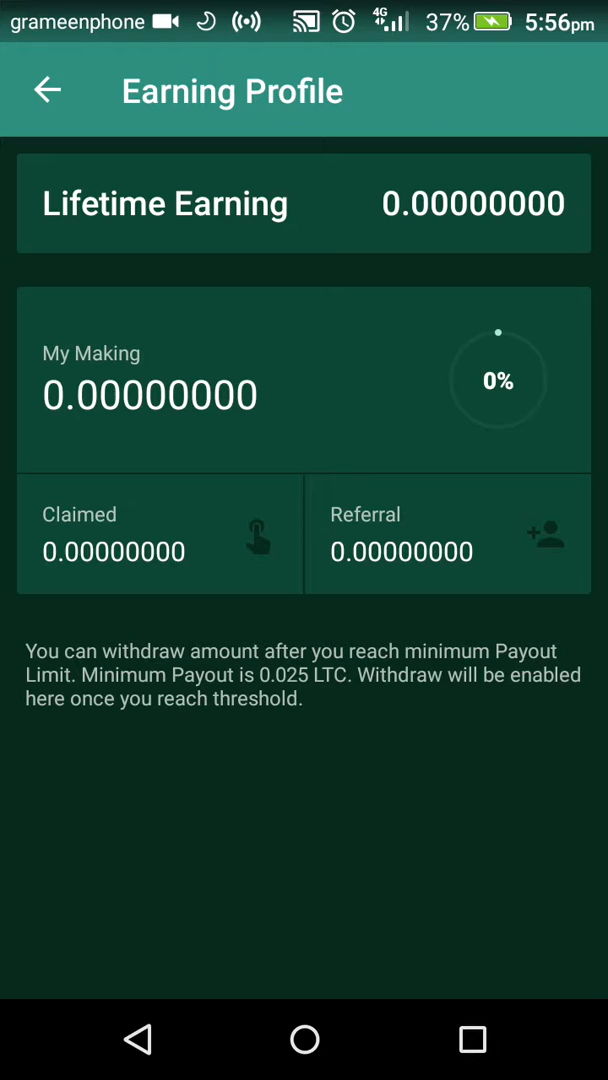 grameenphone 4G 37% 5:56pm
Earning Profile
Lifetime Earning 0.00000000
My Making
0.00000000
0%
Claimed
0.00000000
Referral
0.00000000
You can withdraw amount after you reach minimum Payout
Limit. Minimum Payout is 0.025 LTC. Withdraw will be enabled
here once you reach threshold.